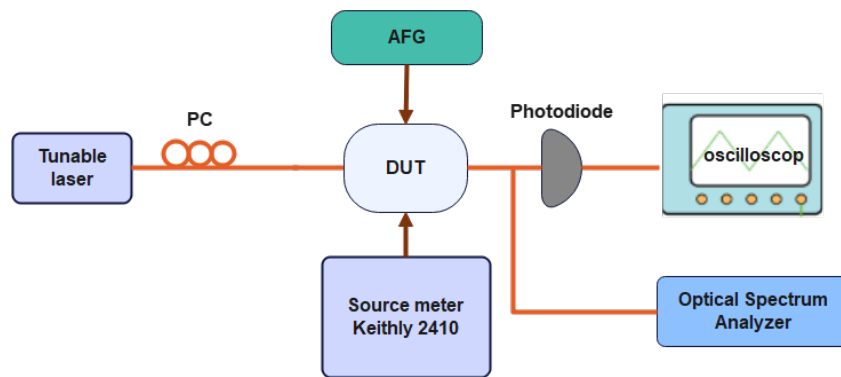 AFG
PC
Photodiode
Tunable
laser
DUT
oscilloscop
Source meter
Keithly 2410
Optical Spectrum
Analyzer